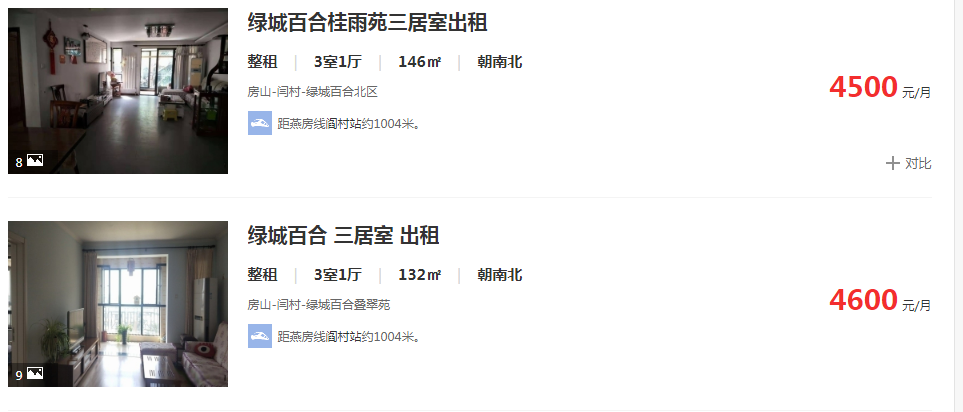 绿城百合桂雨苑三居室出租
整租 | 3室1厅 | 146㎡ | 朝南北
房山-闫村-绿城百合北区
4500 元/月
距燕房线阎村站约1004米。
8
对比
绿城百合 三居室 出租
整租 | 3室1厅 | 132㎡ | 朝南北
房山-闫村-绿城百合叠翠苑
4600 元/月
距燕房线阎村站约1004米。
9